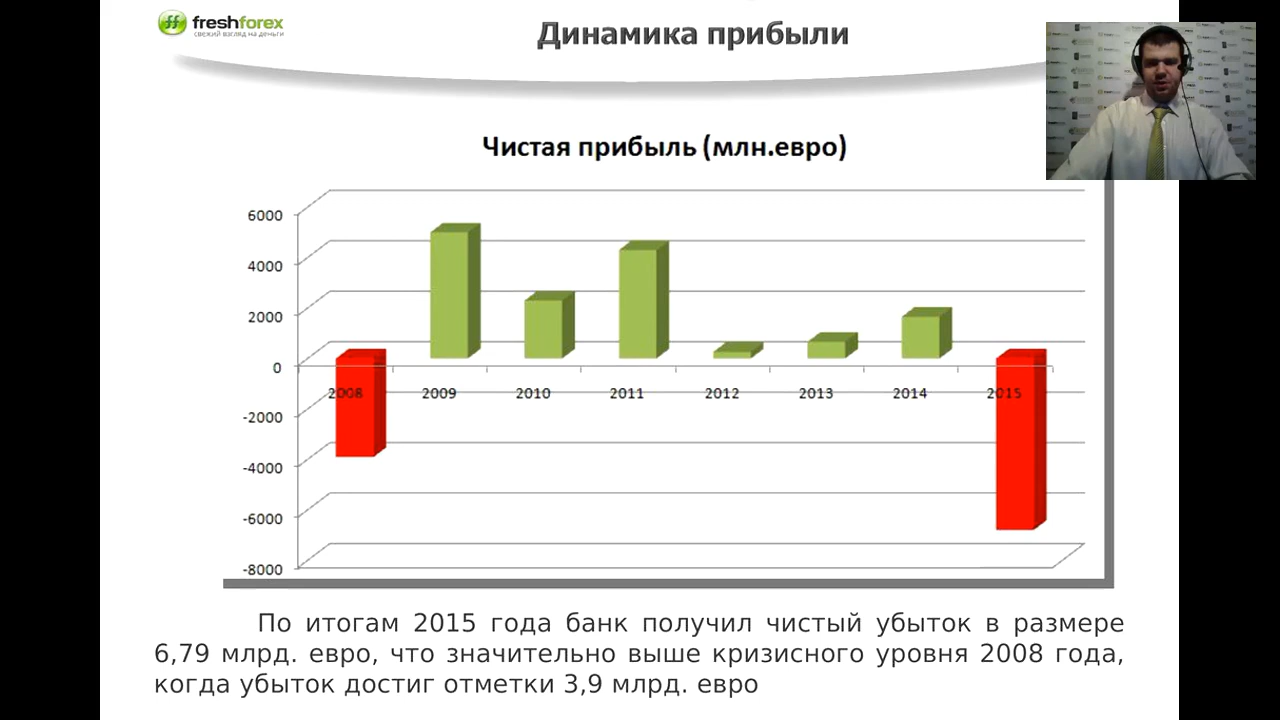 freshforex
свежий взгляд на деньги
Динамика прибыли
Чистая прибыль (млн.евро)
6000
4000
2000
0
-2000
-4000
-6000
-8000
2008 2009 2010 2011 2012 2013 2014 2015
По итогам 2015 года банк получил чистый убыток в размере
6,79 млрд. евро, что значительно выше кризисного уровня 2008 года,
когда убыток достиг отметки 3,9 млрд. евро